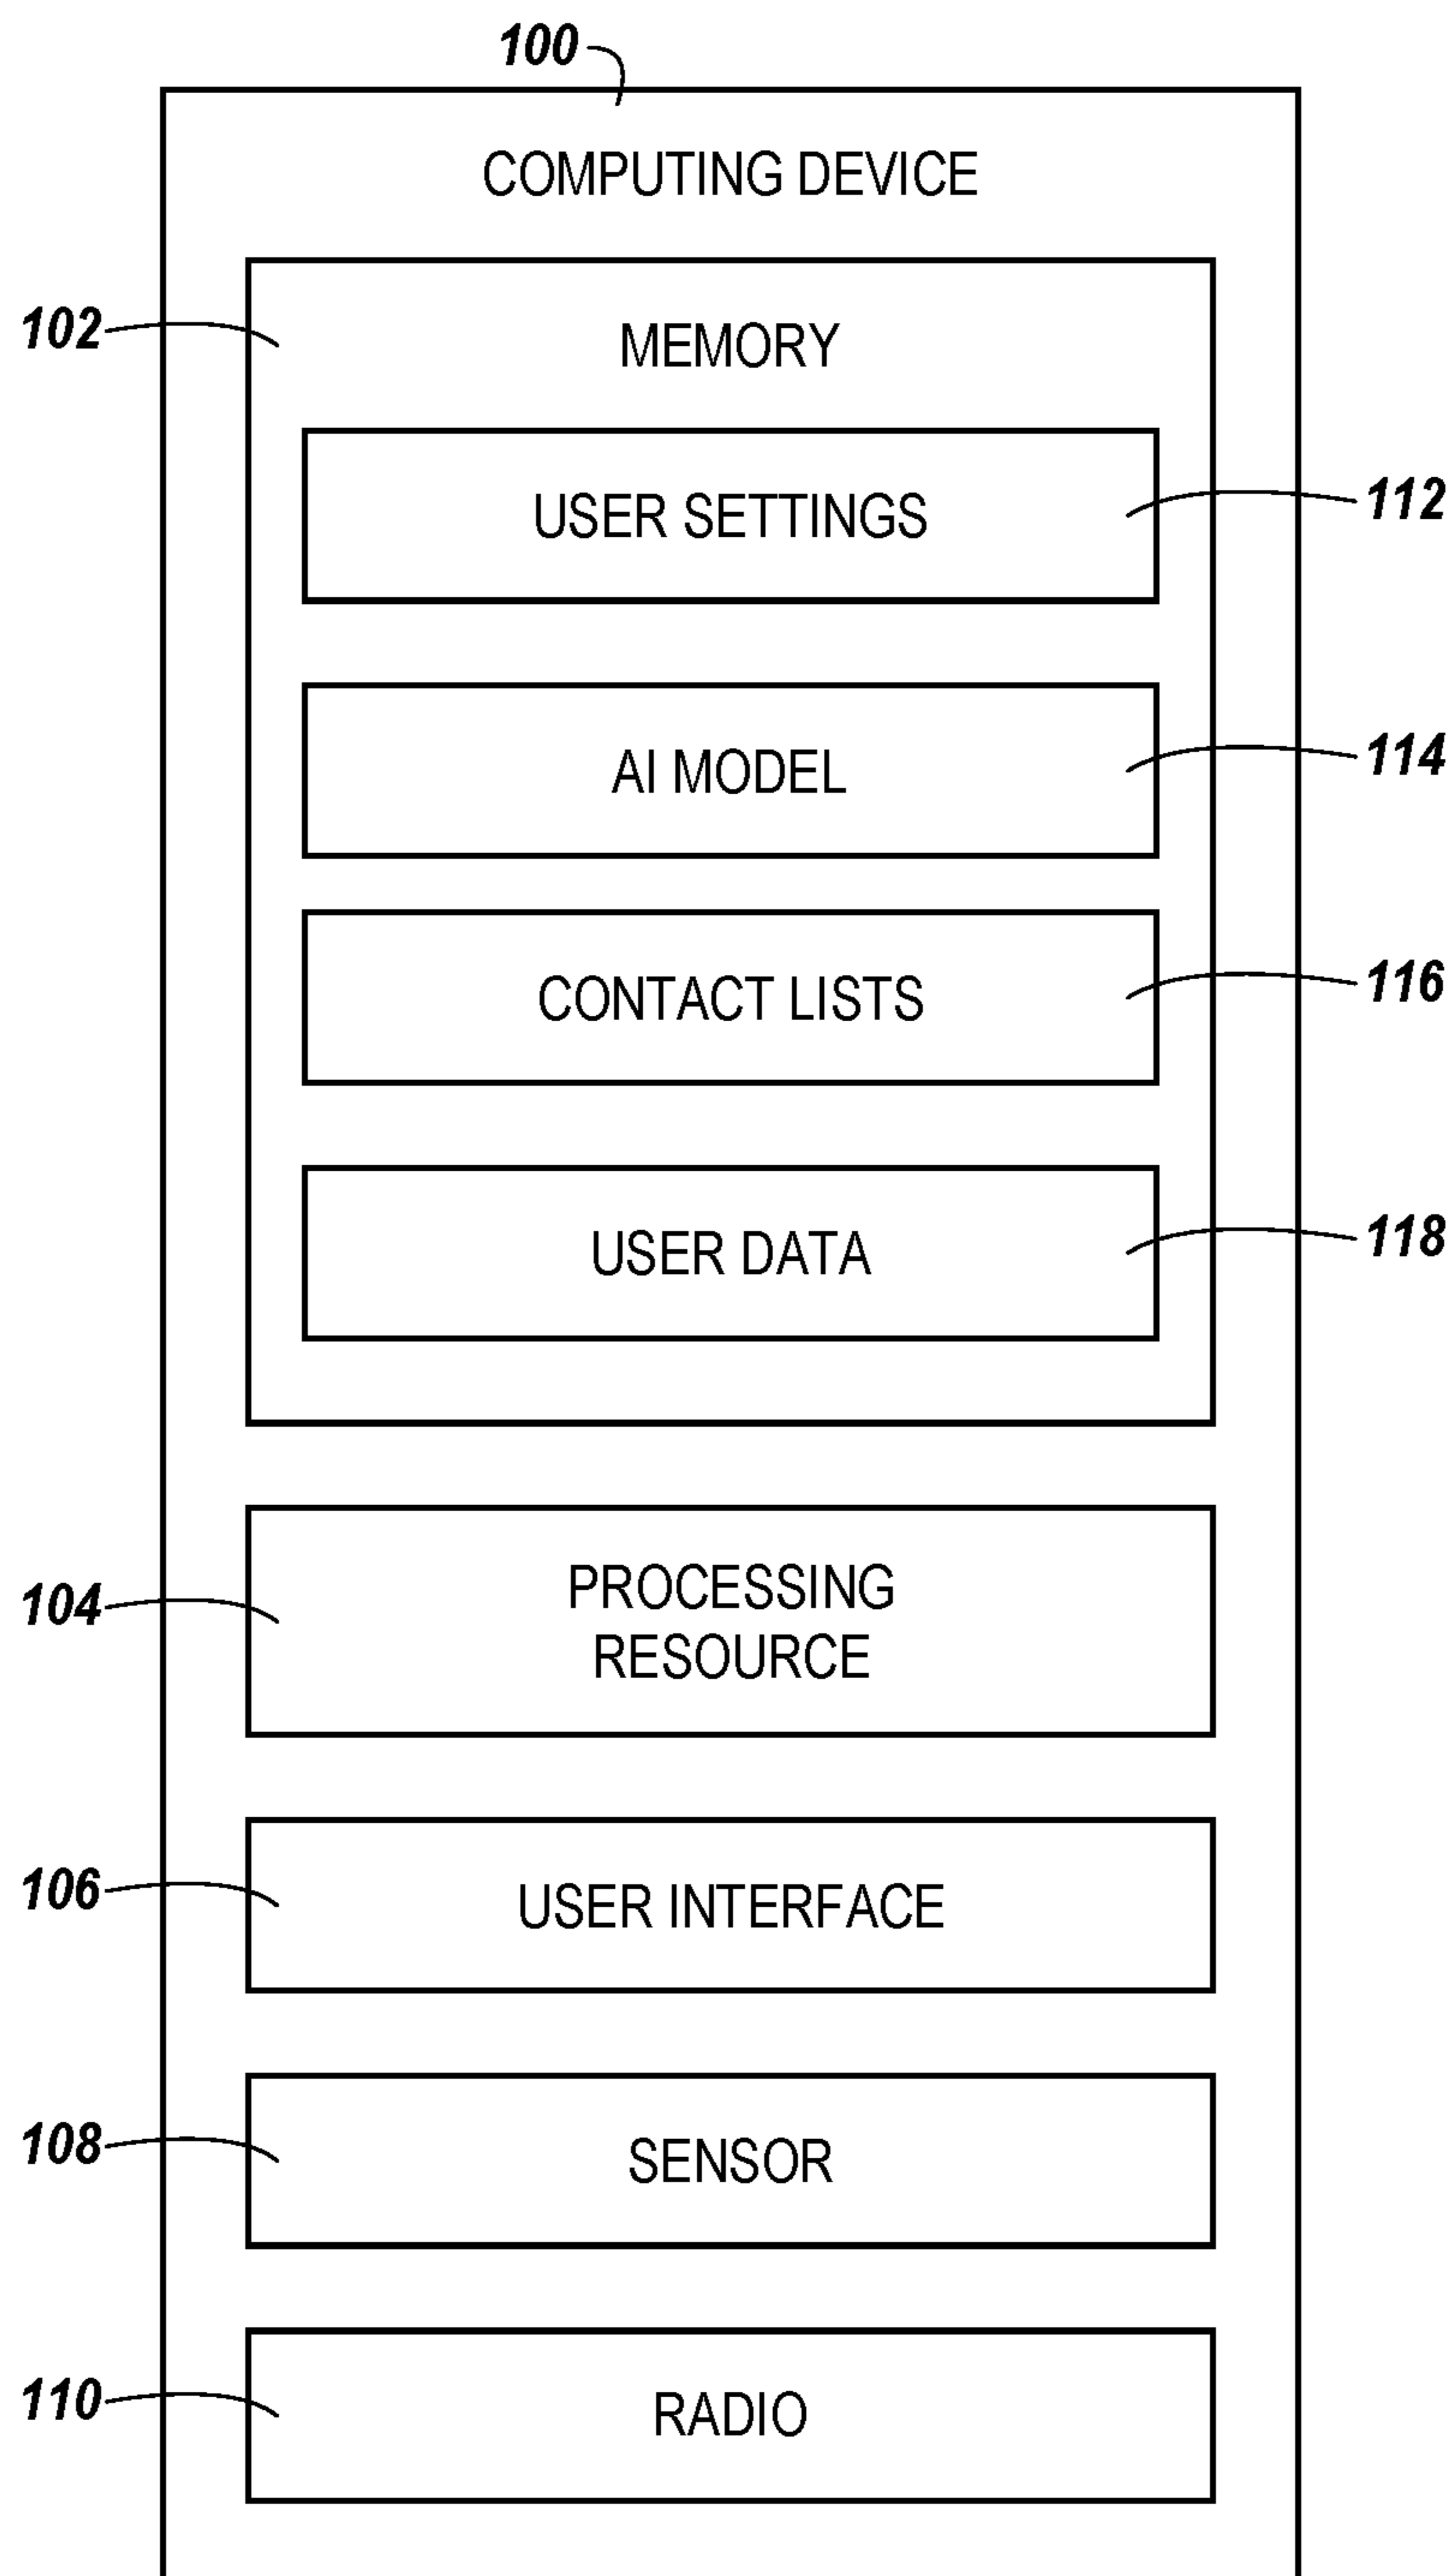 100
COMPUTING DEVICE
102
MEMORY
USER SETTINGS
112
AI MODEL
114
CONTACT LISTS
116
USER DATA
118
PROCESSING
RESOURCE
104
USER INTERFACE
106
SENSOR
108
RADIO
110